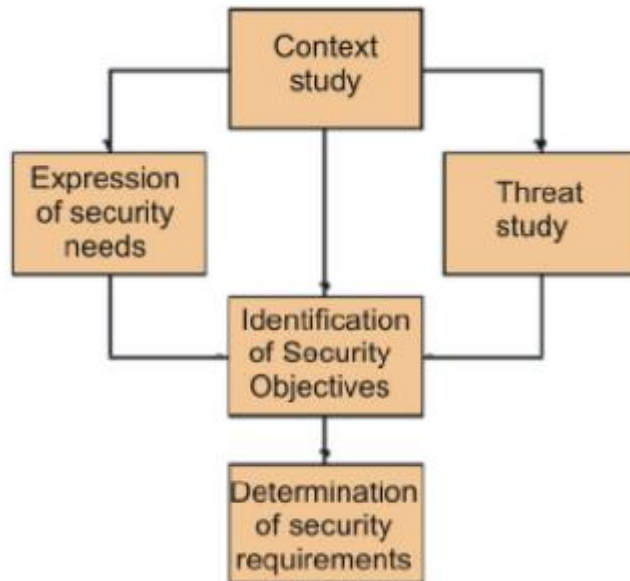 Context
study
Expression
of security
needs
Threat
study
Identification
of Security
Objectives
Determination
of security
requirements